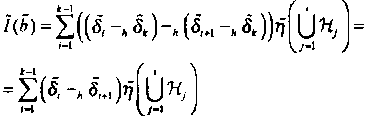 Ĩ(b̃) = ∑_{i=1}^{k-1} ((δ̃_i −_h δ̂_k) −_h (δ̃_{i+1} −_h δ̂_k)) η̃(⋃_{j=1}^{i} ℋ_j) =
= ∑_{i=1}^{k-1} (δ̃_i −_h δ̃_{i+1}) η̃(⋃_{j=1}^{i} ℋ_j)